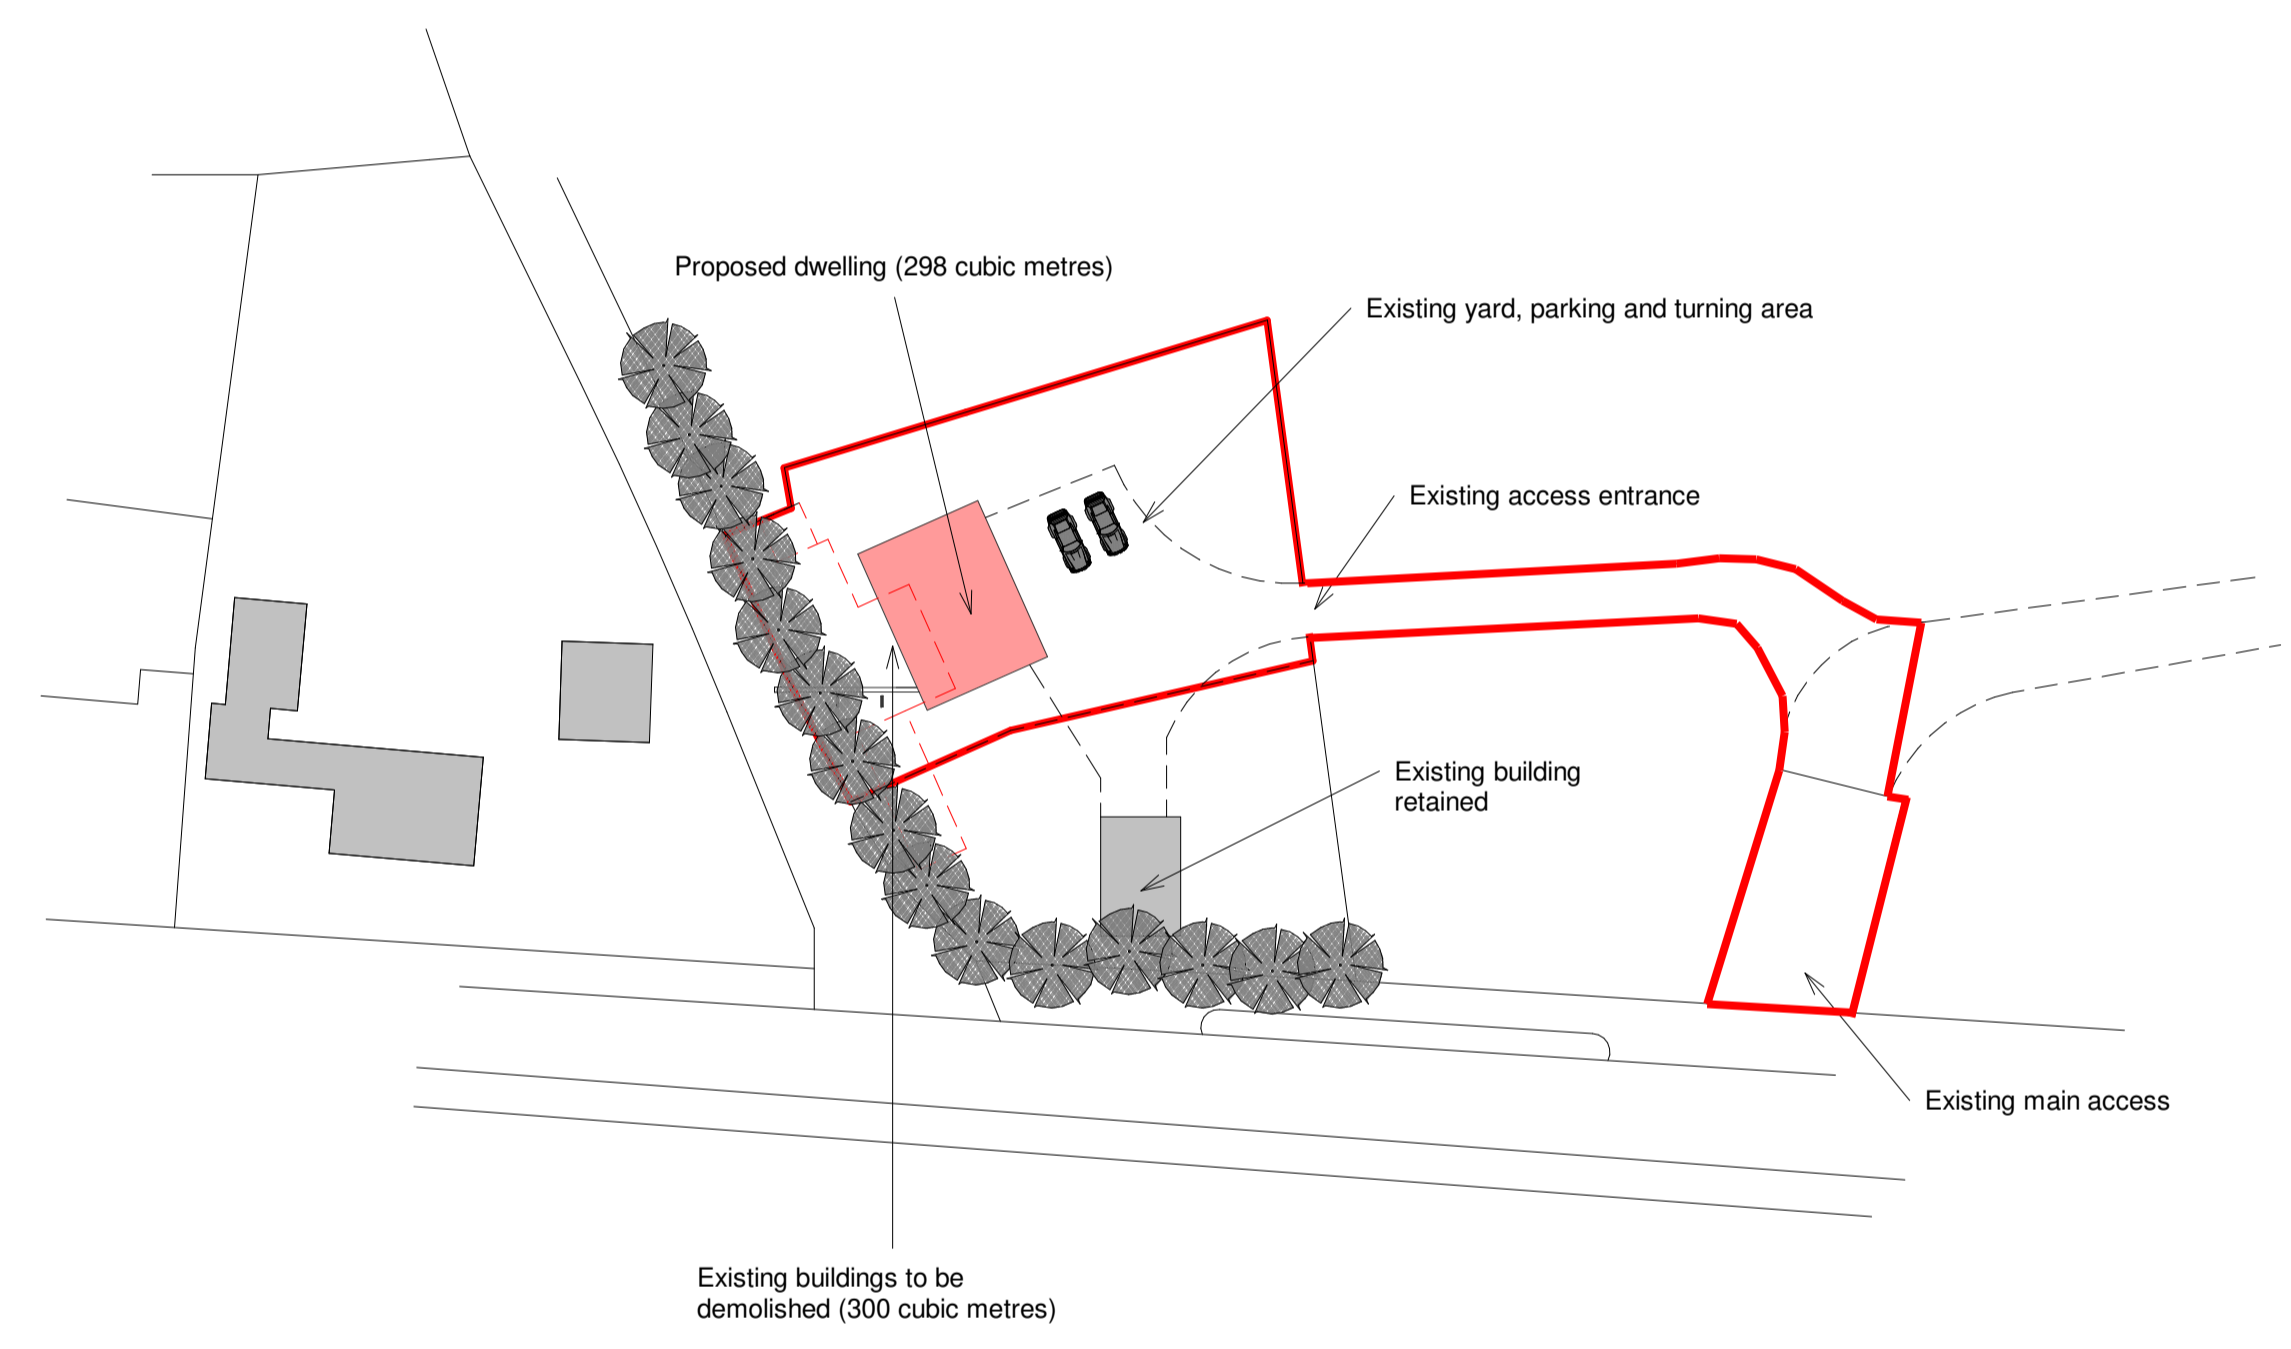 Proposed dwelling (298 cubic metres)
Existing yard, parking and turning area
Existing access entrance
Existing building
retained
Existing main access
Existing buildings to be
demolished (300 cubic metres)